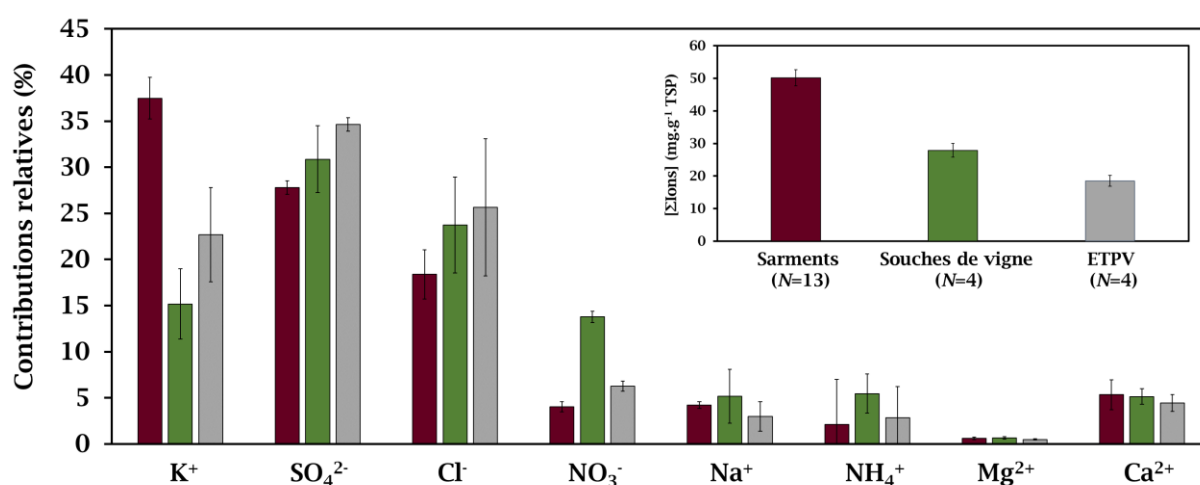 Contributions relatives (%)
45
40
35
30
25
20
15
10
5
0
K⁺
SO₄²⁻
Cl⁻
NO₃⁻
Na⁺
NH₄⁺
Mg²⁺
Ca²⁺
[ΣIons] (mg.g⁻¹ TSP)
60
50
40
30
20
10
0
Sarments
(N=13)
Souches de vigne
(N=4)
ETPV
(N=4)